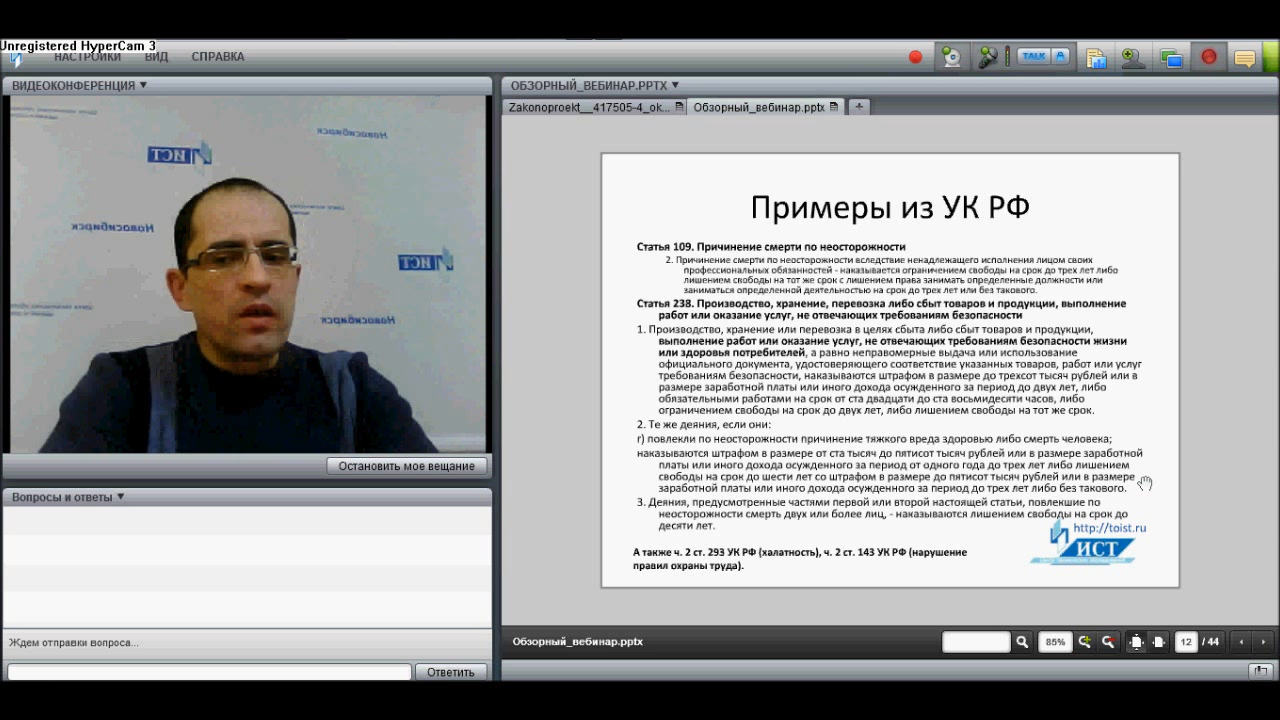 Unregistered HyperCam 3
НАСТРОЙКИ ВИД СПРАВКА
TALK
ВИДЕОКОНФЕРЕНЦИЯ
Новосибирск
ИСТ
Новосибирск
ИСТ
Новосибирск
Остановить мое вещание
Вопросы и ответы
Ждем отправки вопроса...
Ответить
ОБЗОРНЫЙ_ВЕБИНАР.PPTX
Zakonoproekt__417505-4_ok... Обзорный_вебинар.pptx +
Примеры из УК РФ
Статья 109. Причинение смерти по неосторожности
2. Причинение смерти по неосторожности вследствие ненадлежащего исполнения лицом своих
профессиональных обязанностей - наказывается ограничением свободы на срок до трех лет либо
лишением свободы на тот же срок с лишением права занимать определенные должности или
заниматься определенной деятельностью на срок до трех лет или без такового.
Статья 238. Производство, хранение, перевозка либо сбыт товаров и продукции, выполнение
работ или оказание услуг, не отвечающих требованиям безопасности
1. Производство, хранение или перевозка в целях сбыта либо сбыт товаров и продукции,
выполнение работ или оказание услуг, не отвечающих требованиям безопасности жизни
или здоровья потребителей, а равно неправомерные выдача или использование
официального документа, удостоверяющего соответствие указанных товаров, работ или услуг
требованиям безопасности, наказываются штрафом в размере до трехсот тысяч рублей или в
размере заработной платы или иного дохода осужденного за период до двух лет, либо
обязательными работами на срок от ста двадцати до ста восьмидесяти часов, либо
ограничением свободы на срок до двух лет, либо лишением свободы на тот же срок.
2. Те же деяния, если они:
г) повлекли по неосторожности причинение тяжкого вреда здоровью либо смерть человека;
наказываются штрафом в размере от ста тысяч до пятисот тысяч рублей или в размере заработной
платы или иного дохода осужденного за период от одного года до трех лет либо лишением
свободы на срок до шести лет со штрафом в размере до пятисот тысяч рублей или в размере
заработной платы или иного дохода осужденного за период до трех лет либо без такового.
3. Деяния, предусмотренные частями первой или второй настоящей статьи, повлекшие по
неосторожности смерть двух или более лиц, - наказываются лишением свободы на срок до
десяти лет.
http://toist.ru
ИСТ
А также ч. 2 ст. 293 УК РФ (халатность), ч. 2 ст. 143 УК РФ (нарушение
правил охраны труда).
Обзорный_вебинар.pptx 85% 12 / 44